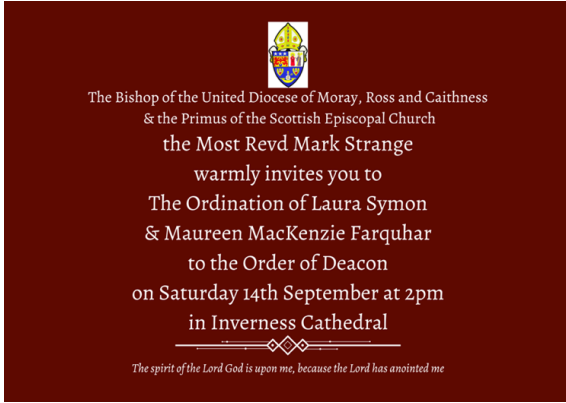 The Bishop of the United Diocese of Moray, Ross and Caithness
& the Primus of the Scottish Episcopal Church
the Most Revd Mark Strange
warmly invites you to
The Ordination of Laura Symon
& Maureen MacKenzie Farquhar
to the Order of Deacon
on Saturday 14th September at 2pm
in Inverness Cathedral
The spirit of the Lord God is upon me, because the Lord has anointed me